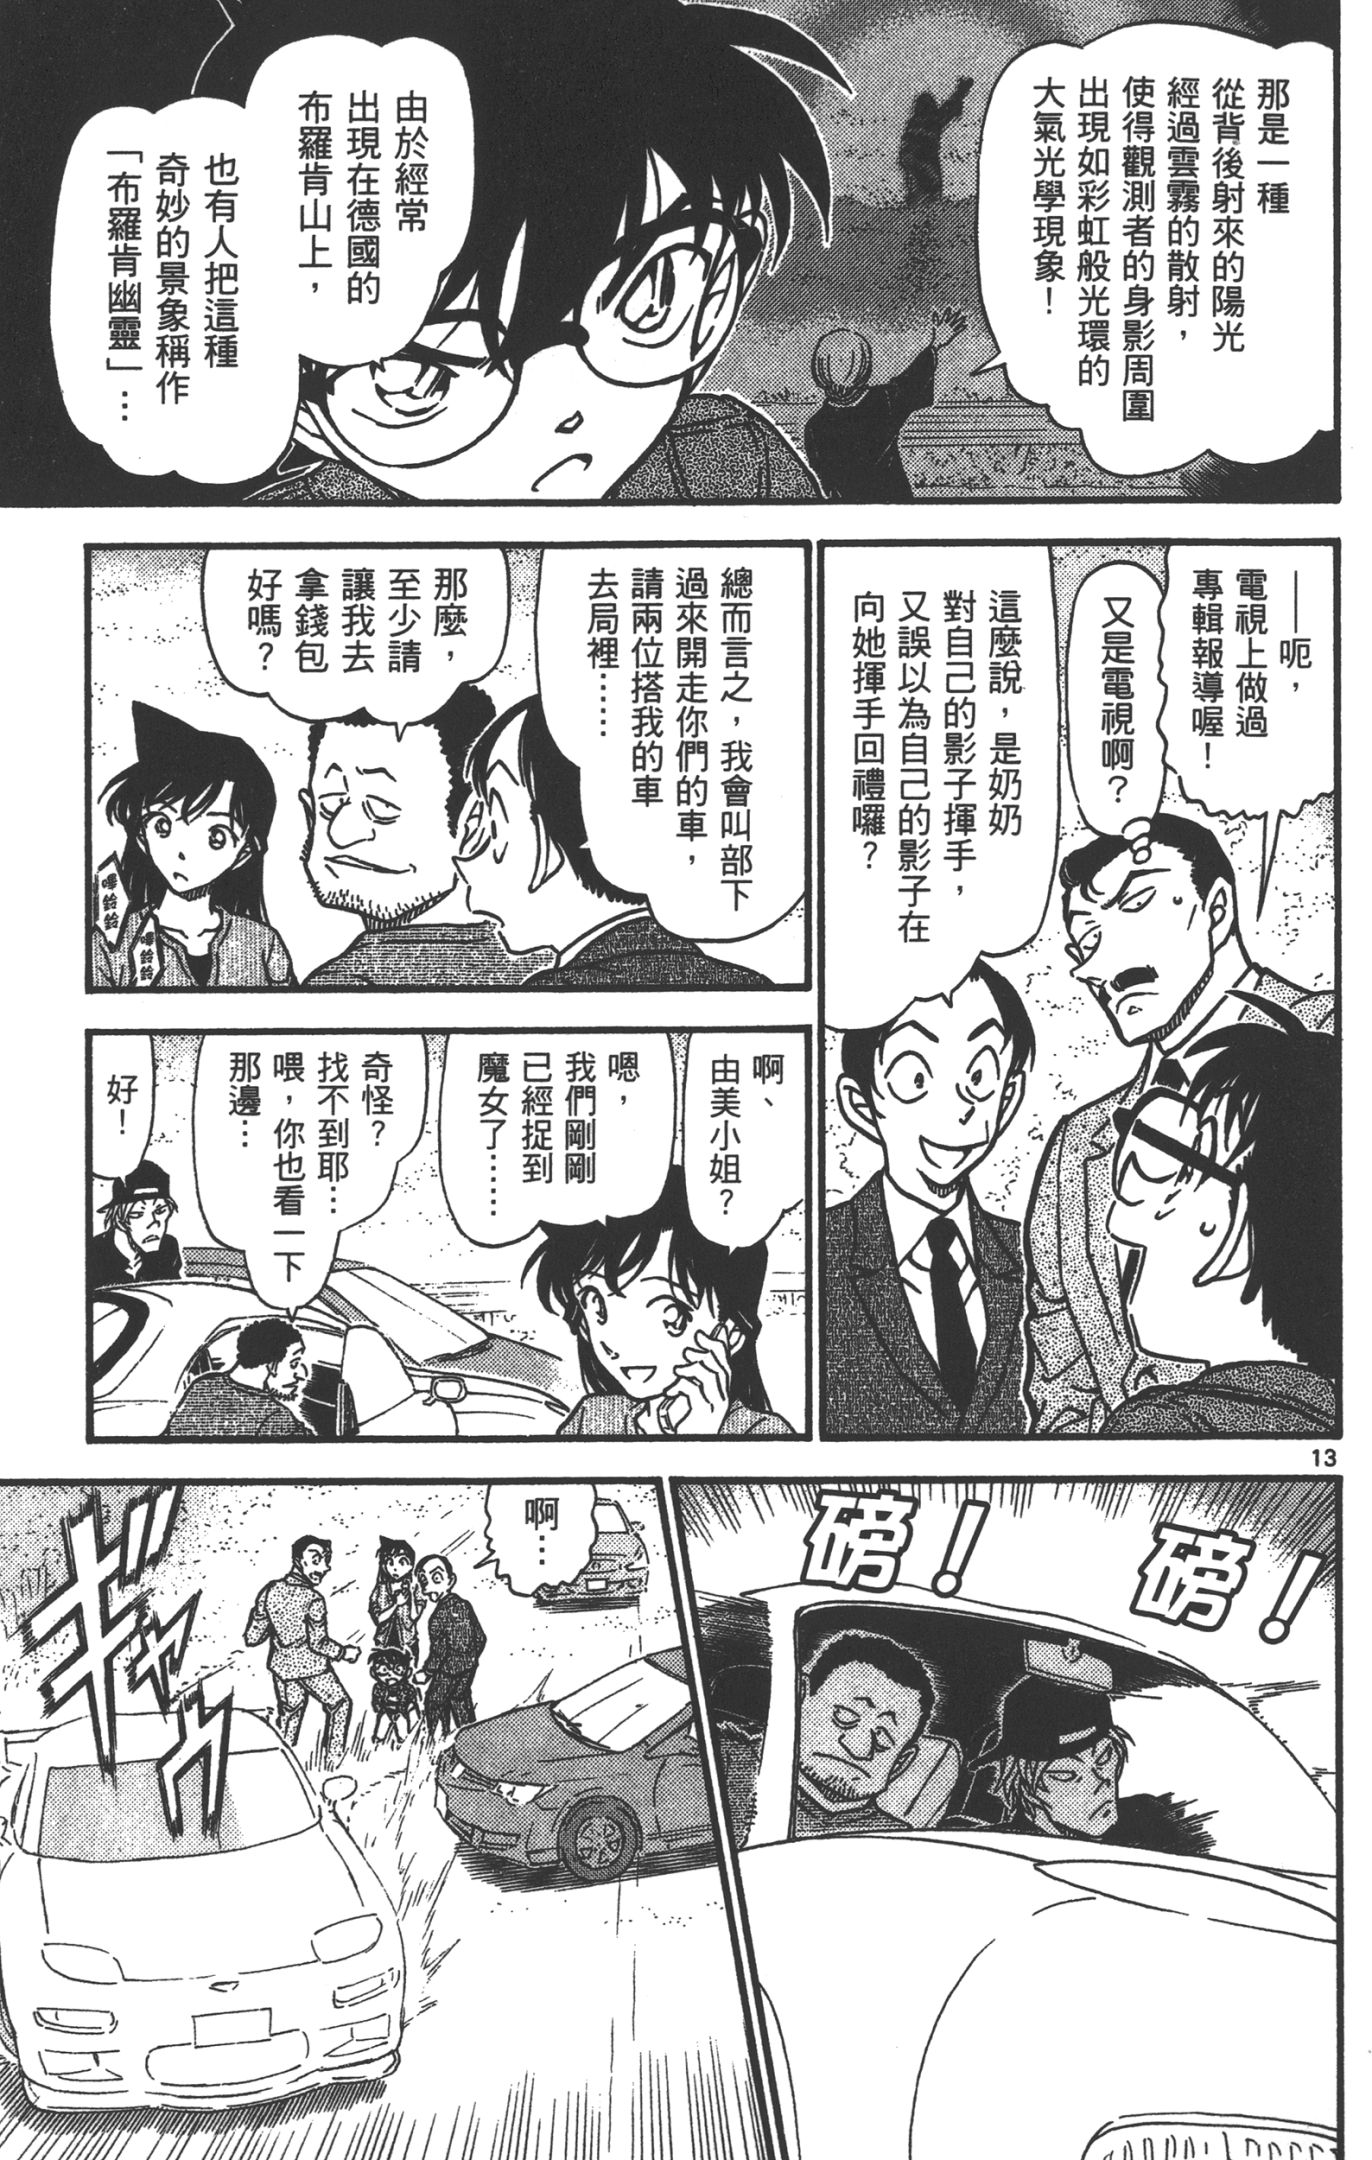 那是一種
從背後射來的陽光
經過雲霧的散射，
使得觀測者的身影周圍
出現如彩虹般光環的
大氣光學現象！
由於經常
出現在德國的
布羅肯山上，
也有人把這種
奇妙的景象稱作
「布羅肯幽靈」…
——呃，
電視上做過
專輯報導喔！
又是電視啊？
這麼說，是奶奶
對自己的影子揮手，
又誤以為自己的影子在
向她揮手回禮囉？
總而言之，我會叫部下
過來開走你們的車，
請兩位搭我的車
去局裡……
那麼，
至少請
讓我去
拿錢包
好嗎？
嗶鈴鈴
嗶鈴鈴
啊、
由美小姐？
嗯，
我們剛剛
已經捉到
魔女了……
奇怪？
找不到耶…
喂，你也看一下
那邊…
好！
13
磅！
磅！
啊…
ギャギャ